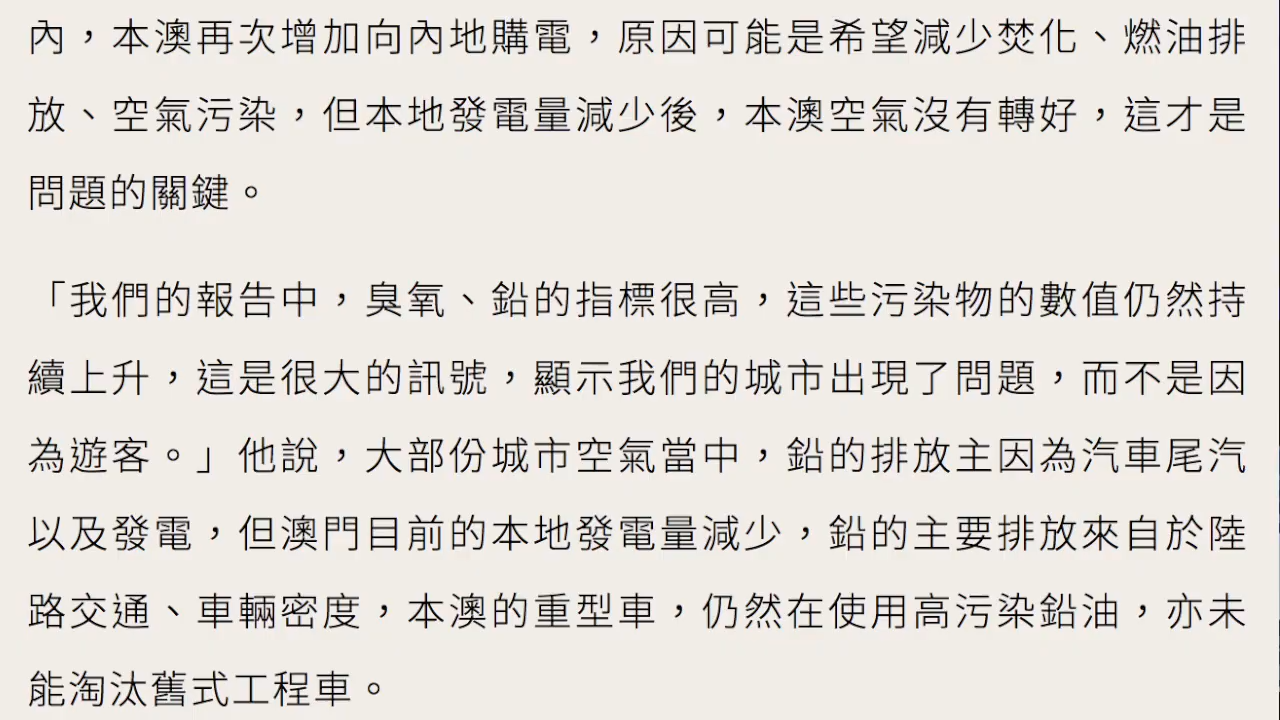 內，本澳再次增加向內地購電，原因可能是希望減少焚化、燃油排
放、空氣污染，但本地發電量減少後，本澳空氣沒有轉好，這才是
問題的關鍵。
「我們的報告中，臭氧、鉛的指標很高，這些污染物的數值仍然持
續上升，這是很大的訊號，顯示我們的城市出現了問題，而不是因
為遊客。」他說，大部份城市空氣當中，鉛的排放主因為汽車尾汽
以及發電，但澳門目前的本地發電量減少，鉛的主要排放來自於陸
路交通、車輛密度，本澳的重型車，仍然在使用高污染鉛油，亦未
能淘汰舊式工程車。